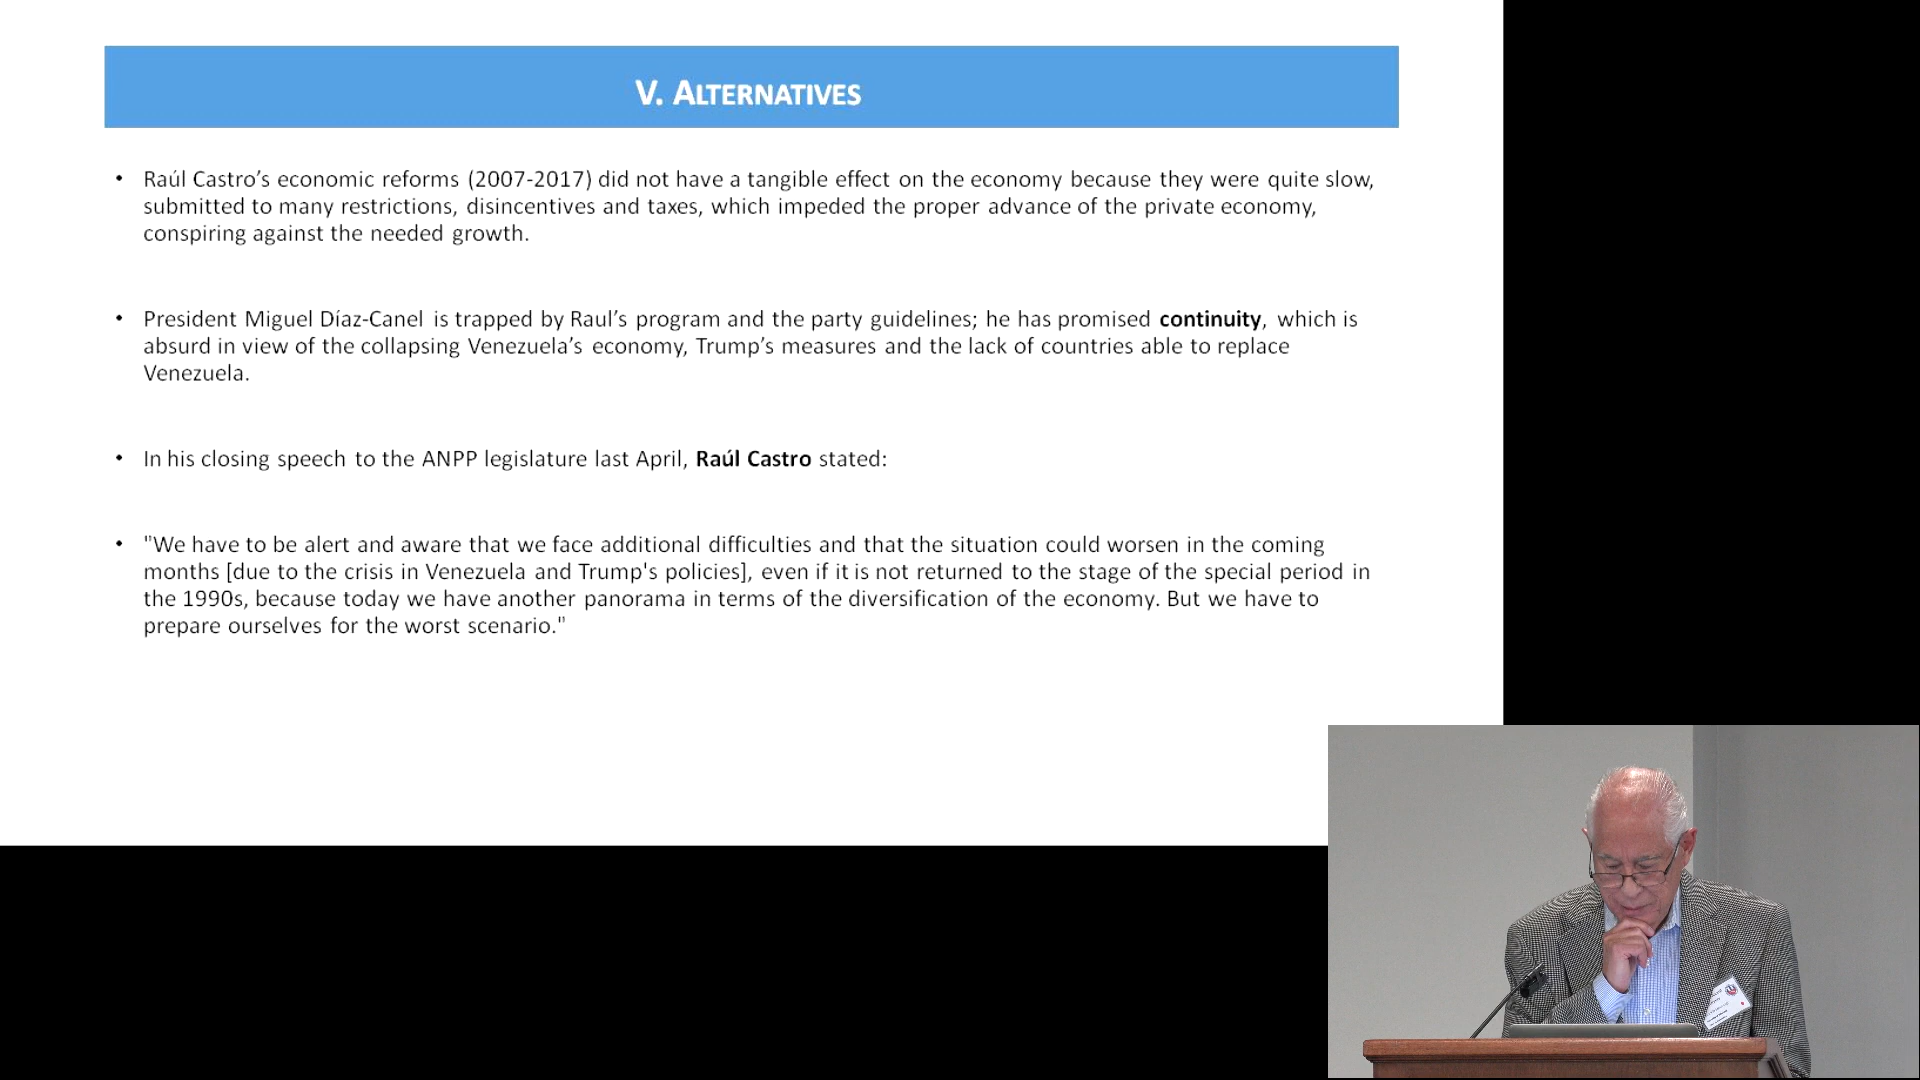 V. ALTERNATIVES
• Raúl Castro’s economic reforms (2007-2017) did not have a tangible effect on the economy because they were quite slow,
submitted to many restrictions, disincentives and taxes, which impeded the proper advance of the private economy,
conspiring against the needed growth.
• President Miguel Díaz-Canel is trapped by Raul’s program and the party guidelines; he has promised continuity, which is
absurd in view of the collapsing Venezuela’s economy, Trump’s measures and the lack of countries able to replace
Venezuela.
• In his closing speech to the ANPP legislature last April, Raúl Castro stated:
• "We have to be alert and aware that we face additional difficulties and that the situation could worsen in the coming
months [due to the crisis in Venezuela and Trump's policies], even if it is not returned to the stage of the special period in
the 1990s, because today we have another panorama in terms of the diversification of the economy. But we have to
prepare ourselves for the worst scenario."